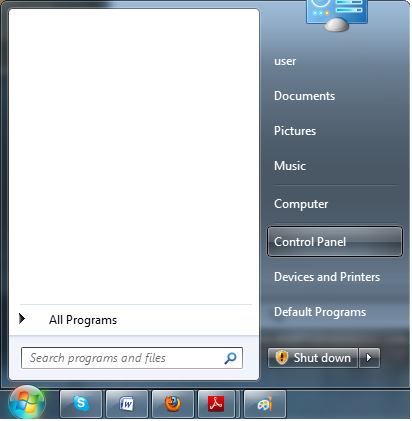 user
Documents
Pictures
Music
Computer
Control Panel
Devices and Printers
Default Programs
All Programs
Search programs and files
Shut down